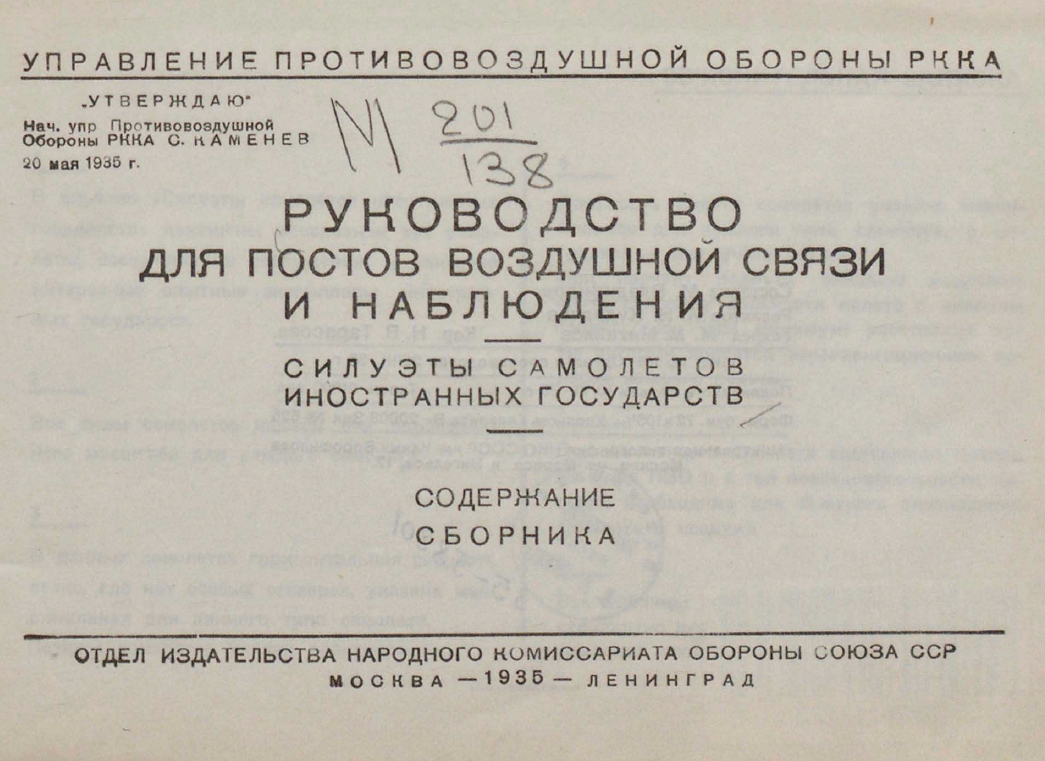 УПРАВЛЕНИЕ ПРОТИВОВОЗДУШНОЙ ОБОРОНЫ РККА
„УТВЕРЖДАЮ"
Нач. упр Противовоздушной
Обороны РККА С. КАМЕНЕВ
20 мая 1935 г.
М 201
138
РУКОВОДСТВО
ДЛЯ ПОСТОВ ВОЗДУШНОЙ СВЯЗИ
И НАБЛЮДЕНИЯ
СИЛУЭТЫ САМОЛЕТОВ
ИНОСТРАННЫХ ГОСУДАРСТВ
СОДЕРЖАНИЕ
СБОРНИКА
ОТДЕЛ ИЗДАТЕЛЬСТВА НАРОДНОГО КОМИССАРИАТА ОБОРОНЫ СОЮЗА ССР
МОСКВА —1935— ЛЕНИНГРАД